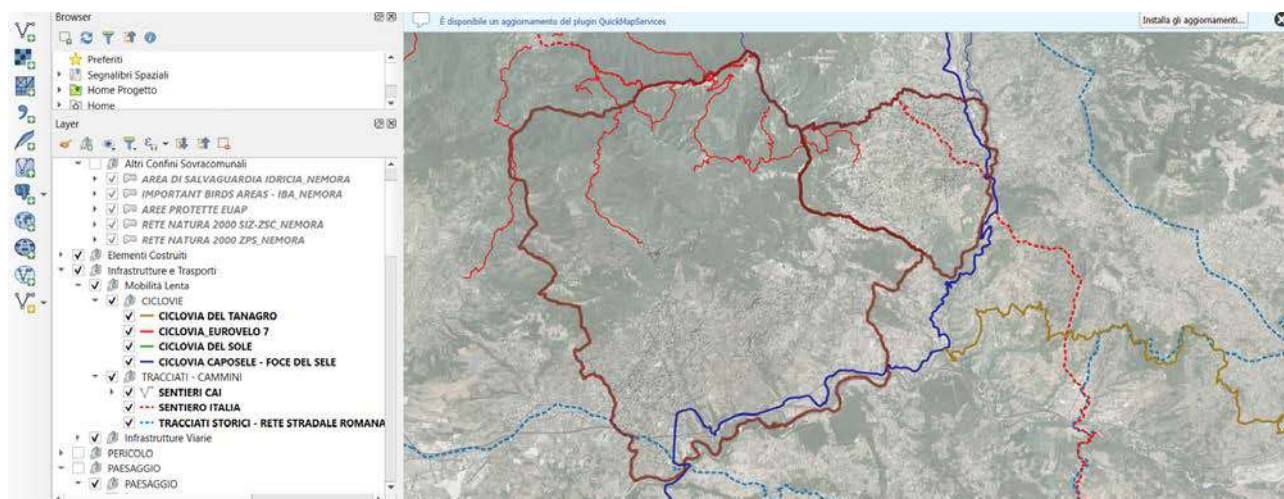 Browser
È disponibile un aggiornamento del plugin QuickMapServices
Installa gli aggiornamenti...
Preferiti
Segnalibri Spaziali
Home Progetto
Home
Layer
Altri Confini Sovracomunali
AREA DI SALVAGUARDIA IDRICIA_NEMORA
IMPORTANT BIRDS AREAS - IBA_NEMORA
AREE PROTETTE EUAP
RETE NATURA 2000 SIZ-ZSC_NEMORA
RETE NATURA 2000 ZPS_NEMORA
Elementi Costruiti
Infrastrutture e Trasporti
Mobilità Lenta
CICLOVIE
CICLOVIA DEL TANAGRO
CICLOVIA_EUROVELO 7
CICLOVIA DEL SOLE
CICLOVIA CAPOSELE - FOCE DEL SELE
TRACCIATI - CAMMINI
SENTIERI CAI
SENTIERO ITALIA
TRACCIATI STORICI - RETE STRADALE ROMANA
Infrastrutture Viarie
PERICOLO
PAESAGGIO
PAESAGGIO